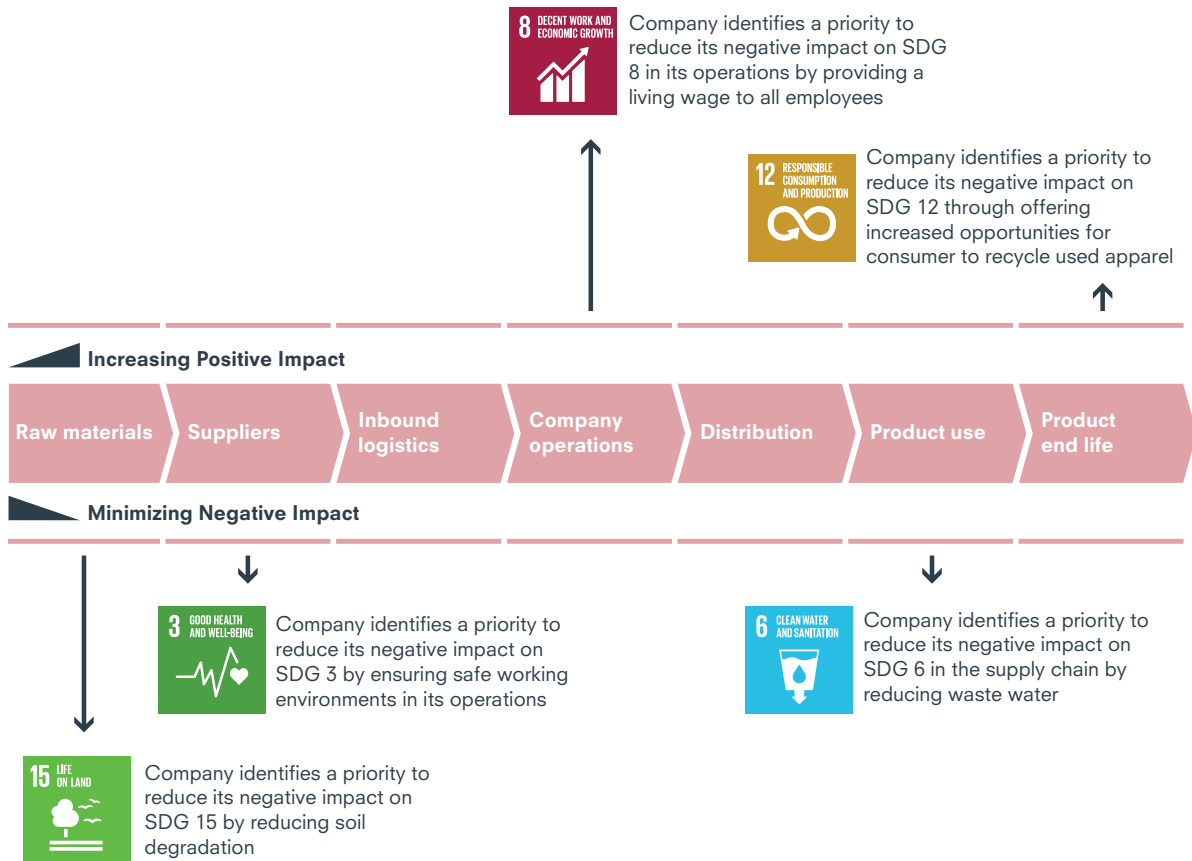 8 DECENT WORK AND
ECONOMIC GROWTH
Company identifies a priority to
reduce its negative impact on SDG
8 in its operations by providing a
living wage to all employees
12 RESPONSIBLE
CONSUMPTION
AND PRODUCTION
Company identifies a priority to
reduce its negative impact on
SDG 12 through offering
increased opportunities for
consumer to recycle used apparel
Increasing Positive Impact
Raw materials
Suppliers
Inbound
logistics
Company
operations
Distribution
Product use
Product
end life
Minimizing Negative Impact
3 GOOD HEALTH
AND WELL-BEING
Company identifies a priority to
reduce its negative impact on
SDG 3 by ensuring safe working
environments in its operations
6 CLEAN WATER
AND SANITATION
Company identifies a priority to
reduce its negative impact on
SDG 6 in the supply chain by
reducing waste water
15 LIFE
ON LAND
Company identifies a priority to
reduce its negative impact on
SDG 15 by reducing soil
degradation